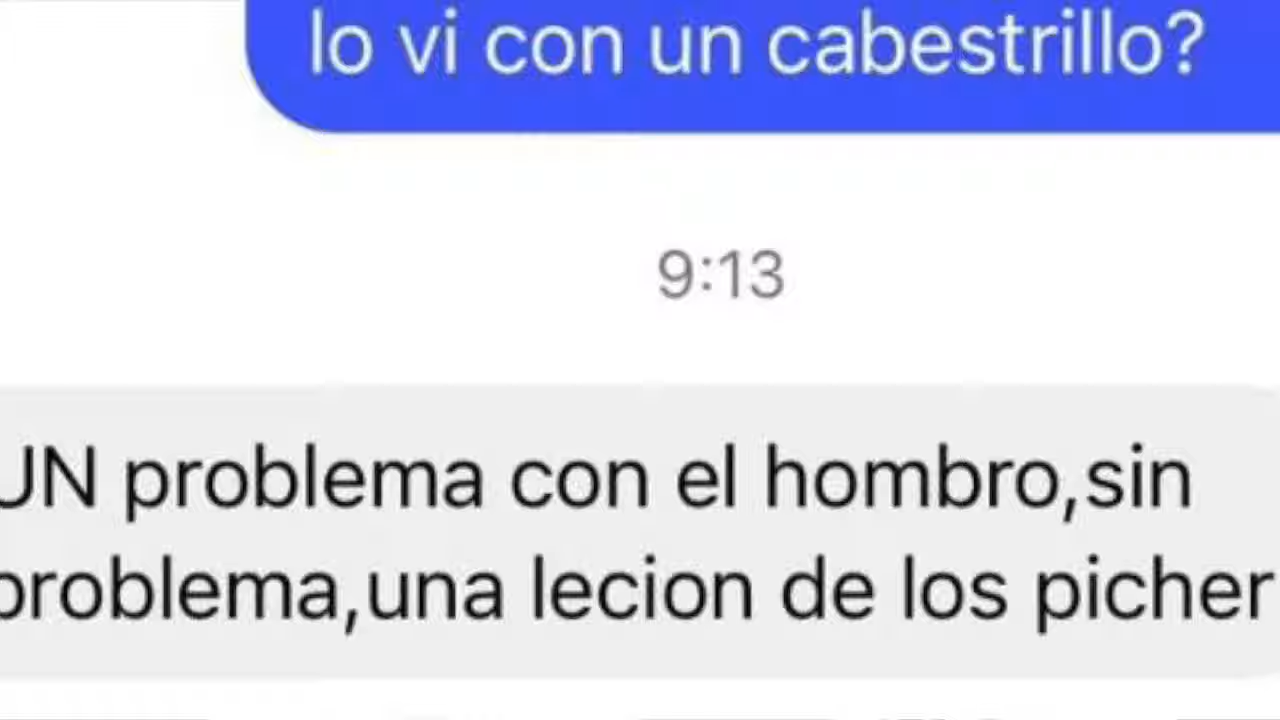 lo vi con un cabestrillo?
9:13
UN problema con el hombro,sin
problema,una lecion de los picher